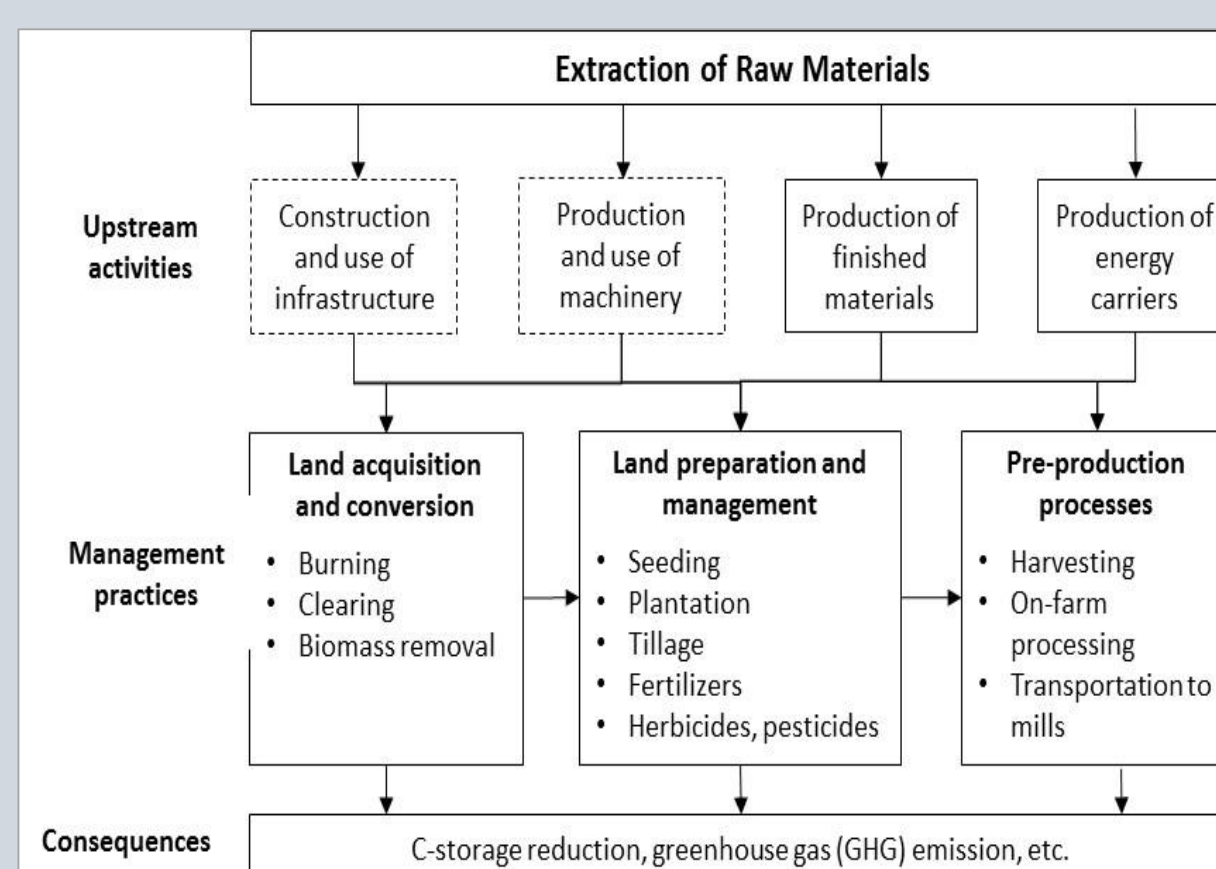 Extraction of Raw Materials
Upstream
activities
Construction
and use of
infrastructure
Production
and use of
machinery
Production of
finished
materials
Production of
energy
carriers
Management
practices
Land acquisition
and conversion
• Burning
• Clearing
• Biomass removal
Land preparation and
management
• Seeding
• Plantation
• Tillage
• Fertilizers
• Herbicides, pesticides
Pre-production
processes
• Harvesting
• On-farm
processing
• Transportation to
mills
Consequences
C-storage reduction, greenhouse gas (GHG) emission, etc.